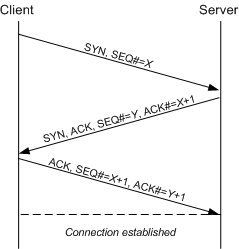 Client
Server
SYN, SEQ#=X
SYN, ACK, SEQ#=Y, ACK#=X+1
ACK, SEQ#=X+1, ACK#=Y+1
Connection established